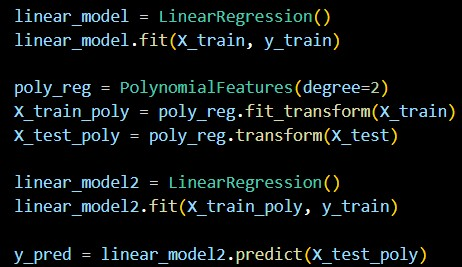 linear_model = LinearRegression()
linear_model.fit(X_train, y_train)
poly_reg = PolynomialFeatures(degree=2)
X_train_poly = poly_reg.fit_transform(X_train)
X_test_poly = poly_reg.transform(X_test)
linear_model2 = LinearRegression()
linear_model2.fit(X_train_poly, y_train)
y_pred = linear_model2.predict(X_test_poly)